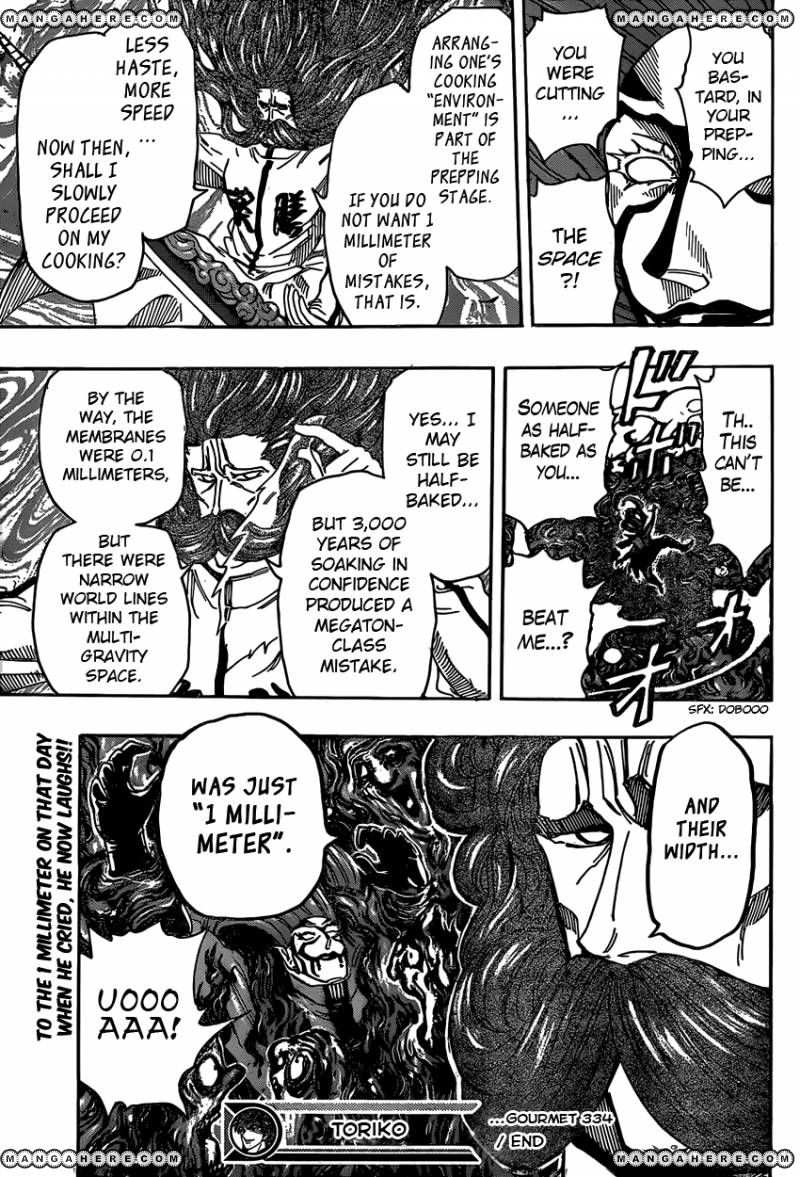 MANGAHERE.COM
MANGAHERE.COM
YOU
BAS-
TARD, IN
YOUR
PREP-
PING...
YOU
WERE
CUTTING
...
THE
SPACE
?!
ARRANG-
ING ONE'S
COOKING
"ENVIRON-
MENT" IS
PART OF
THE
PREPPING
STAGE.
IF YOU DO
NOT WANT 1
MILLIMETER
OF
MISTAKES,
THAT IS.
LESS
HASTE,
MORE
SPEED
...
NOW THEN,
SHALL I
SLOWLY
PROCEED
ON MY
COOKING?
TH..
THIS
CAN'T
BE...
SOMEONE
AS HALF-
BAKED AS
YOU...
BEAT
ME...?
ドボオオ
SFX: DOBOOO
YES... I
MAY
STILL BE
HALF-
BAKED...
BUT 3,000
YEARS OF
SOAKING IN
CONFIDENCE
PRODUCED A
MEGATON-
CLASS
MISTAKE.
BY THE
WAY, THE
MEMBRANES
WERE 0.1
MILLIMETERS,
BUT
THERE WERE
NARROW
WORLD LINES
WITHIN THE
MULTI-
GRAVITY
SPACE.
AND
THEIR
WIDTH...
WAS JUST
"1 MILLI-
METER".
UOOO
AAA!
TO THE 1 MILLIMETER ON THAT DAY
WHEN HE CRIED, HE NOW LAUGHS!!
TORIKO
...GOURMET 334
/ END
MANGAHERE.COM
MANGAHERE.COM